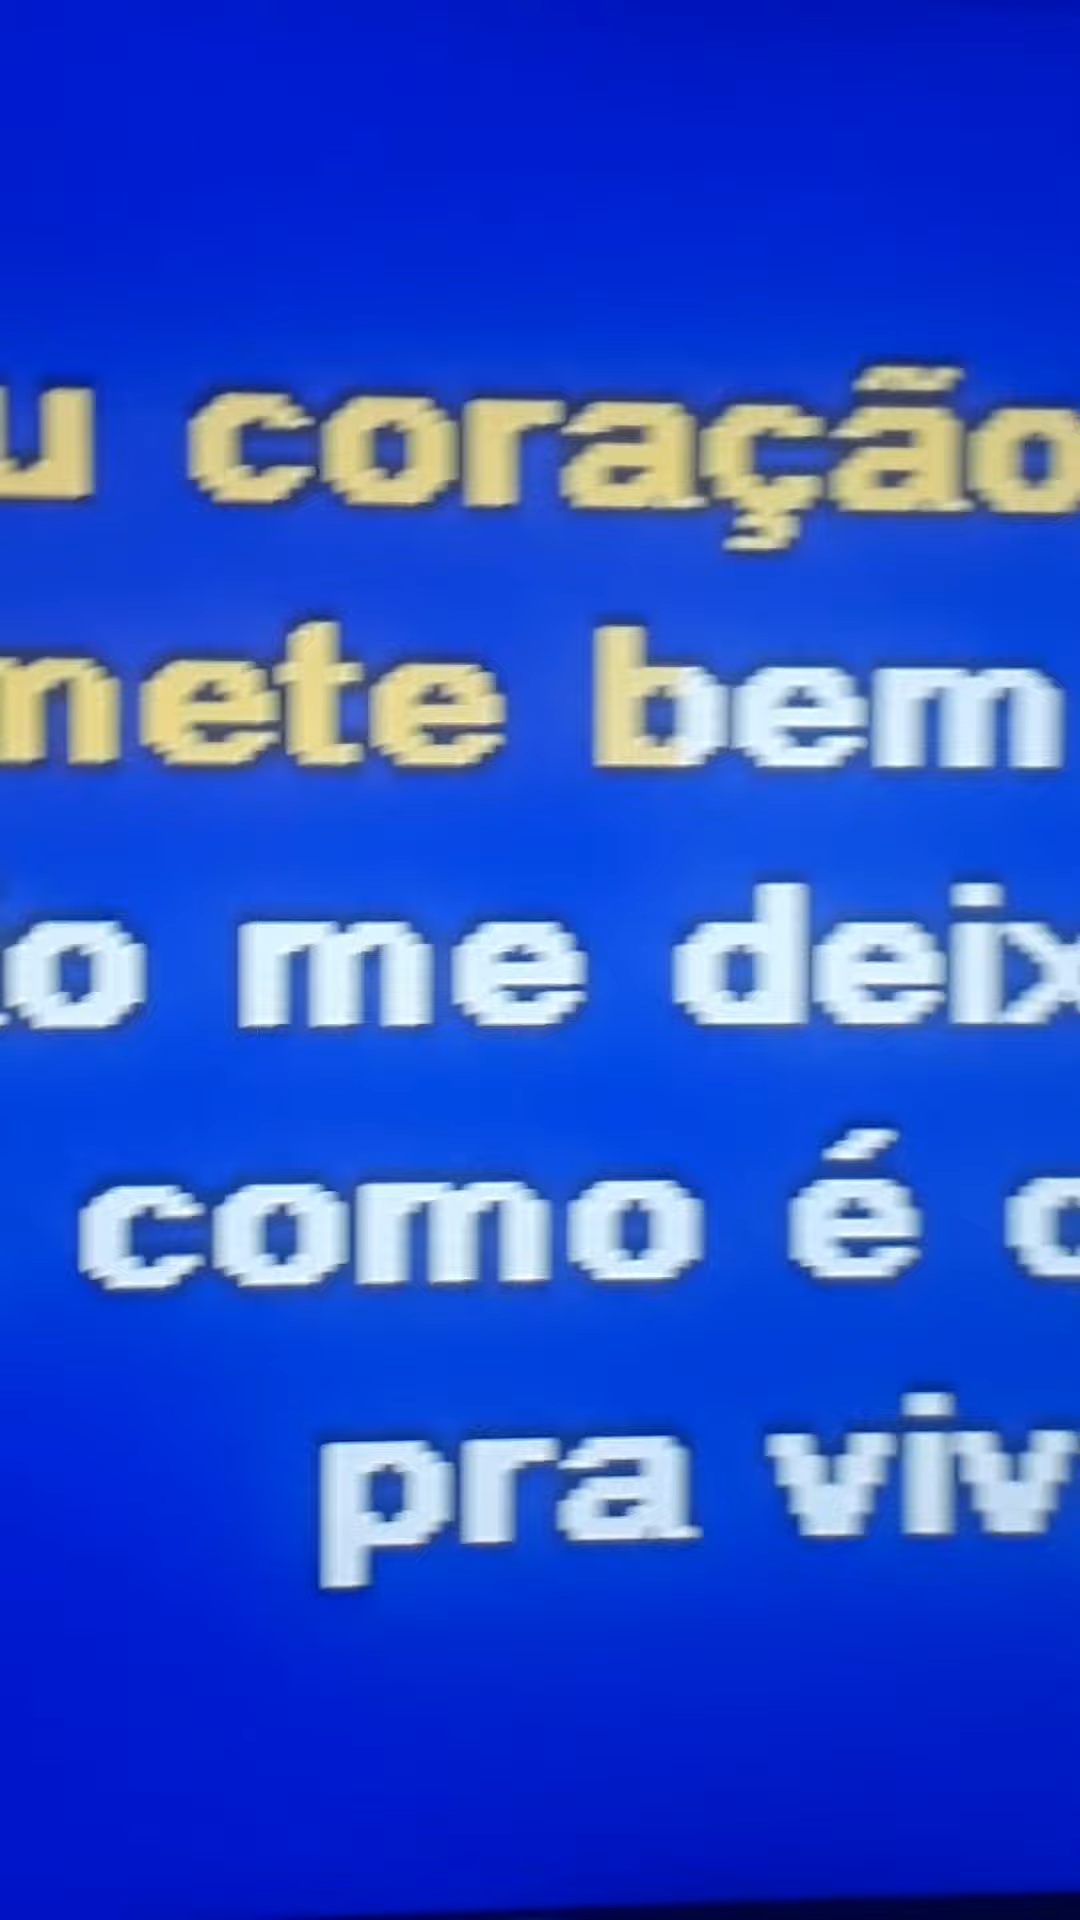 u coração
nete bem
o me deix
como é
pra viv